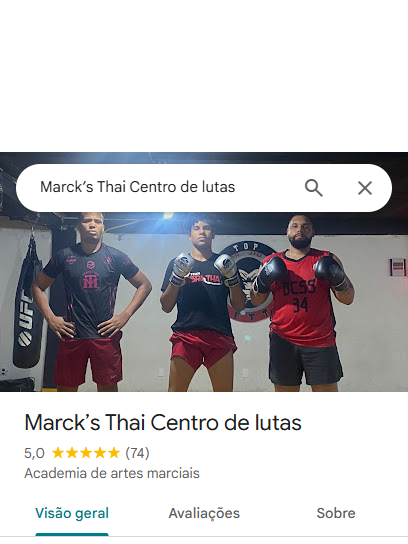 Marck's Thai Centro de lutas
UFC
TOP
DCSS
34
Marck's Thai Centro de lutas
5,0 ★★★★★ (74)
Academia de artes marciais
Visão geral Avaliações Sobre